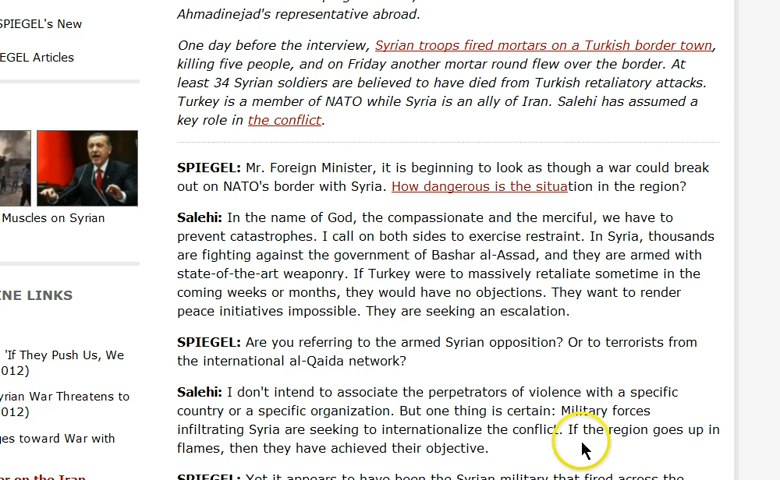 Ahmadinejad's representative abroad.
One day before the interview, Syrian troops fired mortars on a Turkish border town,
killing five people, and on Friday another mortar round flew over the border. At
least 34 Syrian soldiers are believed to have died from Turkish retaliatory attacks.
Turkey is a member of NATO while Syria is an ally of Iran. Salehi has assumed a
key role in the conflict.
SPIEGEL: Mr. Foreign Minister, it is beginning to look as though a war could break
out on NATO's border with Syria. How dangerous is the situation in the region?
Salehi: In the name of God, the compassionate and the merciful, we have to
prevent catastrophes. I call on both sides to exercise restraint. In Syria, thousands
are fighting against the government of Bashar al-Assad, and they are armed with
state-of-the-art weaponry. If Turkey were to massively retaliate sometime in the
coming weeks or months, they would have no objections. They want to render
peace initiatives impossible. They are seeking an escalation.
SPIEGEL: Are you referring to the armed Syrian opposition? Or to terrorists from
the international al-Qaida network?
Salehi: I don't intend to associate the perpetrators of violence with a specific
country or a specific organization. But one thing is certain: Military forces
infiltrating Syria are seeking to internationalize the conflict. If the region goes up in
flames, then they have achieved their objective.
SPIEGEL: Yet it appears to have been the Syrian military that fired across the
SPIEGEL's New
EGEL Articles
Muscles on Syrian
NE LINKS
'If They Push Us, We
012)
yrian War Threatens to
012)
ges toward War with
er on the Iran